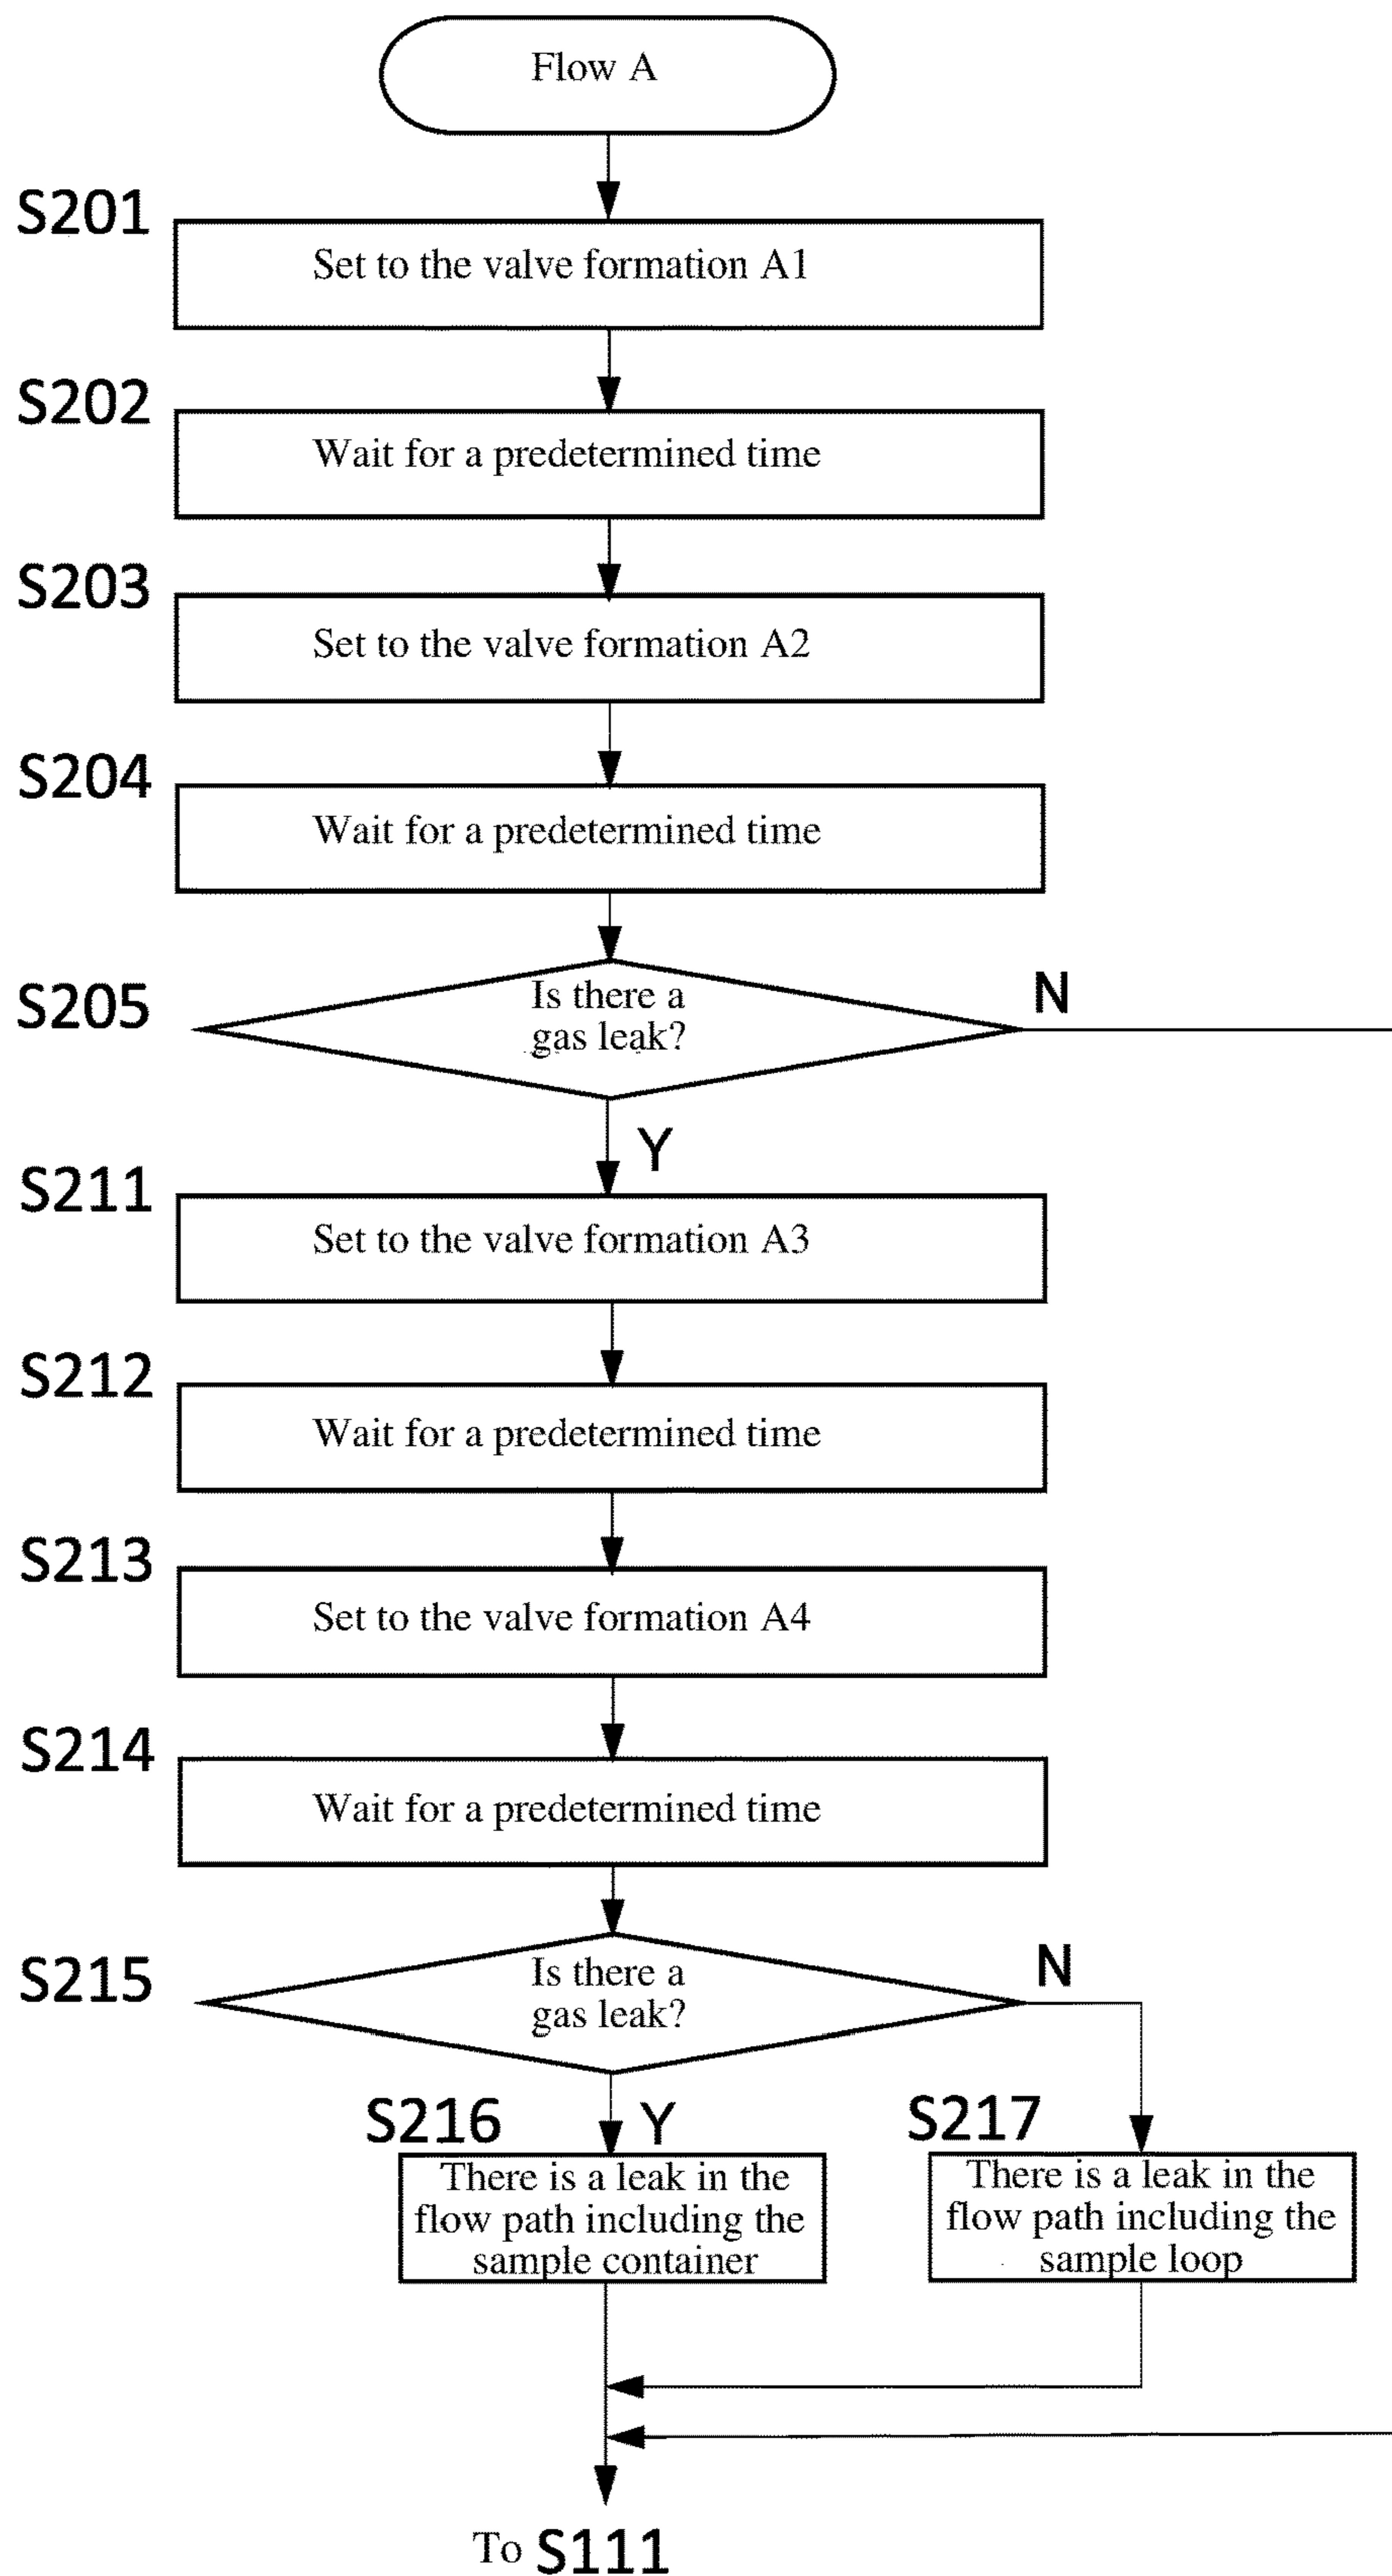 Flow A
S201
Set to the valve formation A1
S202
Wait for a predetermined time
S203
Set to the valve formation A2
S204
Wait for a predetermined time
S205
Is there a
gas leak?
N
Y
S211
Set to the valve formation A3
S212
Wait for a predetermined time
S213
Set to the valve formation A4
S214
Wait for a predetermined time
S215
Is there a
gas leak?
N
Y
S216
There is a leak in the
flow path including the
sample container
S217
There is a leak in the
flow path including the
sample loop
To S111